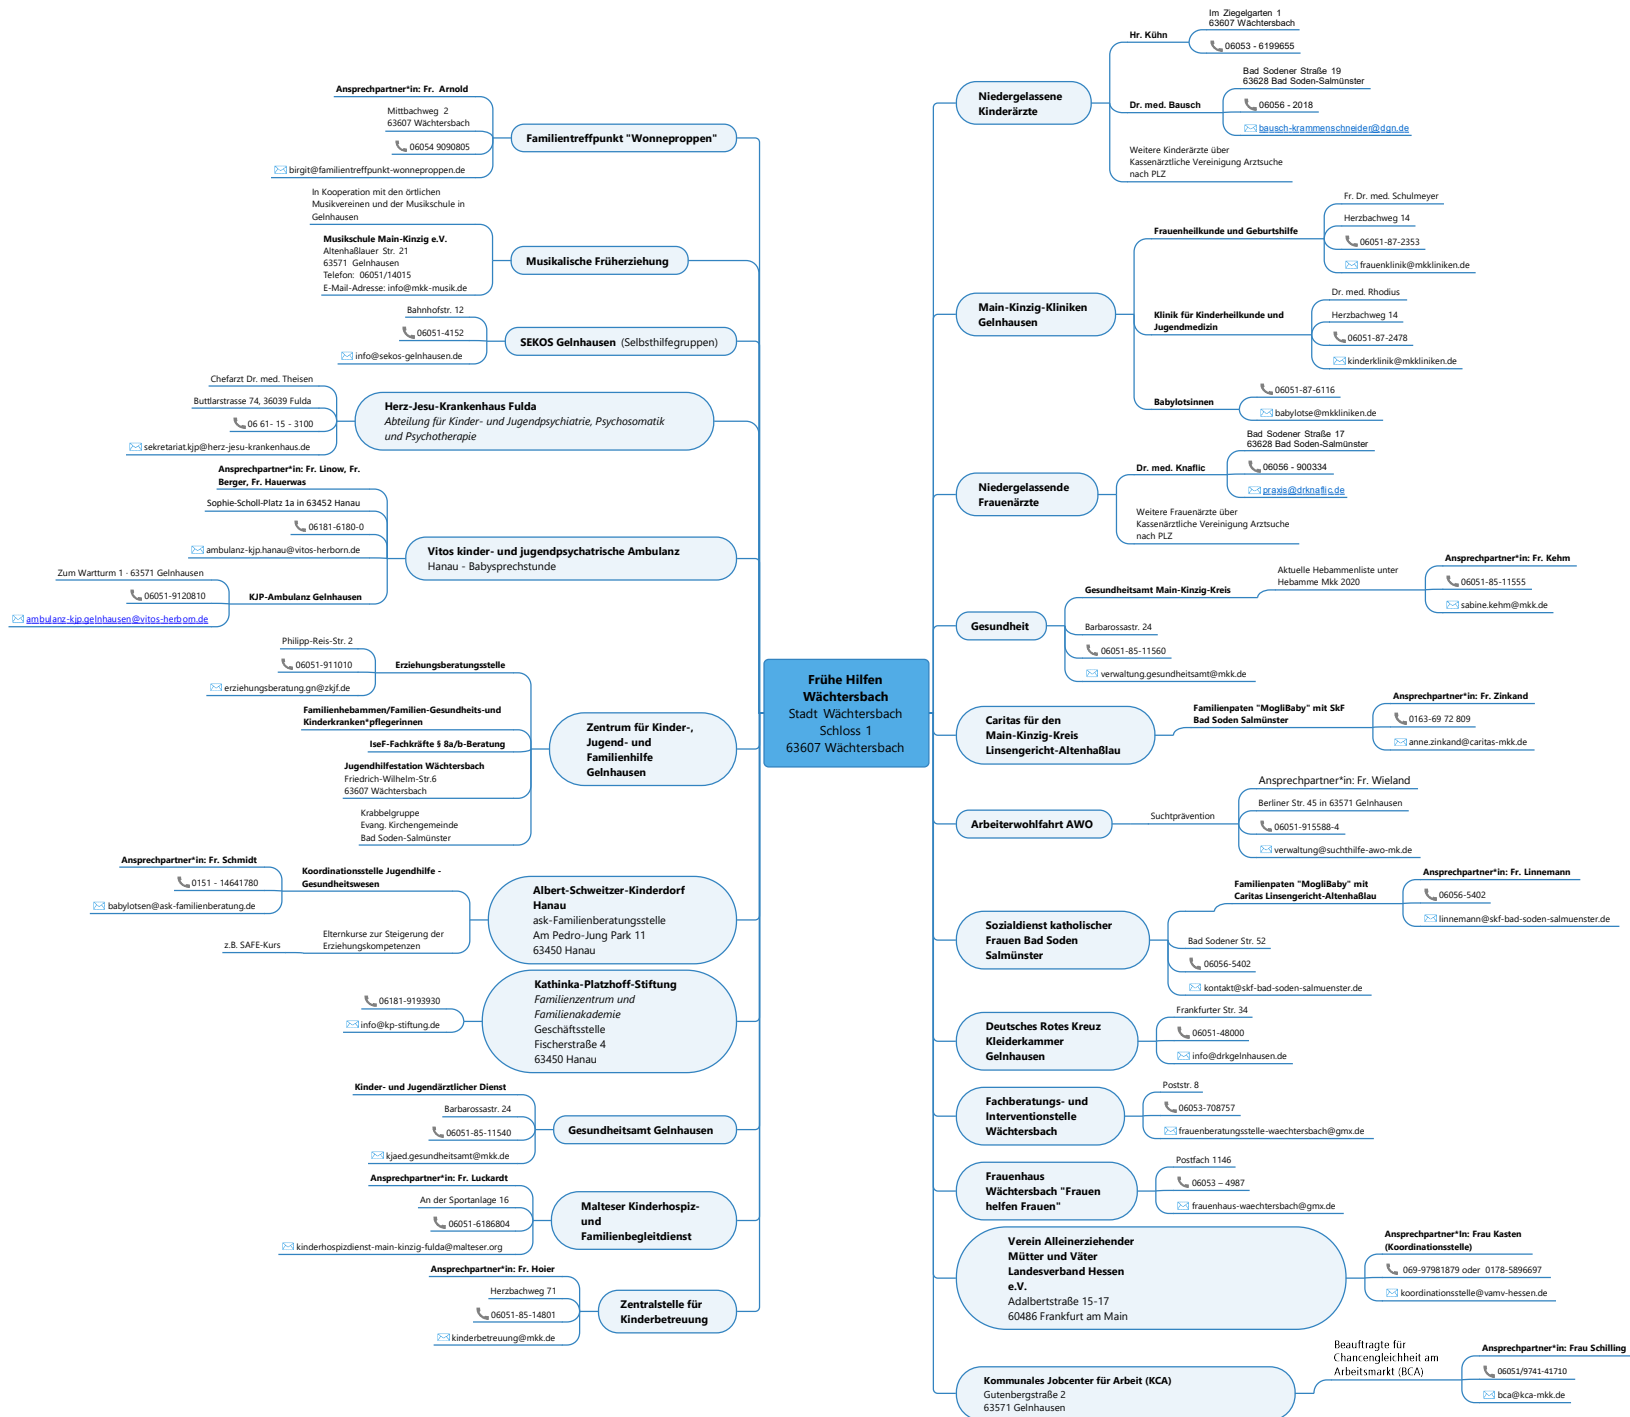 Frühe Hilfen
Wächtersbach
Stadt Wächtersbach
Schloss 1
63607 Wächtersbach
Familientreffpunkt "Wonneproppen"
Ansprechpartner*in: Fr. Arnold
Mittbachweg 2
63607 Wächtersbach
06054 9090805
birgit@familientreffpunkt-wonneproppen.de
Musikalische Früherziehung
In Kooperation mit den örtlichen
Musikvereinen und der Musikschule in
Gelnhausen
Musikschule Main-Kinzig e.V.
Altenhaßlauer Str. 21
63571 Gelnhausen
Telefon: 06051/14015
E-Mail-Adresse: info@mkk-musik.de
SEKOS Gelnhausen (Selbsthilfegruppen)
Bahnhofstr. 12
06051-4152
info@sekos-gelnhausen.de
Herz-Jesu-Krankenhaus Fulda
Abteilung für Kinder- und Jugendpsychiatrie, Psychosomatik
und Psychotherapie
Chefarzt Dr. med. Theisen
Buttlarstrasse 74, 36039 Fulda
06 61- 15 - 3100
sekretariat.kjp@herz-jesu-krankenhaus.de
Vitos kinder- und jugendpsychatrische Ambulanz
Hanau - Babysprechstunde
Ansprechpartner*in: Fr. Linow, Fr.
Berger, Fr. Hauerwas
Sophie-Scholl-Platz 1a in 63452 Hanau
06181-6180-0
ambulanz-kjp.hanau@vitos-herborn.de
KJP-Ambulanz Gelnhausen
Zum Wartturm 1 - 63571 Gelnhausen
06051-9120810
ambulanz-kjp.gelnhausen@vitos-herborn.de
Zentrum für Kinder-,
Jugend- und
Familienhilfe
Gelnhausen
Erziehungsberatungsstelle
Philipp-Reis-Str. 2
06051-911010
erziehungsberatung.gn@zkjf.de
Familienhebammen/Familien-Gesundheits-und
Kinderkranken*pflegerinnen
IseF-Fachkräfte § 8a/b-Beratung
Jugendhilfestation Wächtersbach
Friedrich-Wilhelm-Str.6
63607 Wächtersbach
Krabbelgruppe
Evang. Kirchengemeinde
Bad Soden-Salmünster
Albert-Schweitzer-Kinderdorf
Hanau
ask-Familienberatungsstelle
Am Pedro-Jung Park 11
63450 Hanau
Koordinationsstelle Jugendhilfe -
Gesundheitswesen
Ansprechpartner*in: Fr. Schmidt
0151 - 14641780
babylotsen@ask-familienberatung.de
Elternkurse zur Steigerung der
Erziehungskompetenzen
z.B. SAFE-Kurs
Kathinka-Platzhoff-Stiftung
Familienzentrum und
Familienakademie
Geschäftsstelle
Fischerstraße 4
63450 Hanau
06181-9193930
info@kp-stiftung.de
Gesundheitsamt Gelnhausen
Kinder- und Jugendärztlicher Dienst
Barbarossastr. 24
06051-85-11540
kjaed.gesundheitsamt@mkk.de
Malteser Kinderhospiz-
und
Familienbegleitdienst
Ansprechpartner*in: Fr. Luckardt
An der Sportanlage 16
06051-6186804
kinderhospizdienst-main-kinzig-fulda@malteser.org
Zentralstelle für
Kinderbetreuung
Ansprechpartner*in: Fr. Hoier
Herzbachweg 71
06051-85-14801
kinderbetreuung@mkk.de
Niedergelassene
Kinderärzte
Hr. Kühn
Im Ziegelgarten 1
63607 Wächtersbach
06053 - 6199655
Dr. med. Bausch
Bad Sodener Straße 19
63628 Bad Soden-Salmünster
06056 - 2018
bausch-krammenschneider@dgn.de
Weitere Kinderärzte über
Kassenärztliche Vereinigung Arztsuche
nach PLZ
Main-Kinzig-Kliniken
Gelnhausen
Frauenheilkunde und Geburtshilfe
Fr. Dr. med. Schulmeyer
Herzbachweg 14
06051-87-2353
frauenklinik@mkkliniken.de
Klinik für Kinderheilkunde und
Jugendmedizin
Dr. med. Rhodius
Herzbachweg 14
06051-87-2478
kinderklinik@mkkliniken.de
Babylotsinnen
06051-87-6116
babylotse@mkkliniken.de
Niedergelassende
Frauenärzte
Dr. med. Knaflic
Bad Sodener Straße 17
63628 Bad Soden-Salmünster
06056 - 900334
praxis@drknaflic.de
Weitere Frauenärzte über
Kassenärztliche Vereinigung Arztsuche
nach PLZ
Gesundheit
Gesundheitsamt Main-Kinzig-Kreis
Aktuelle Hebammenliste unter
Hebamme Mkk 2020
Ansprechpartner*in: Fr. Kehm
06051-85-11555
sabine.kehm@mkk.de
Barbarossastr. 24
06051-85-11560
verwaltung.gesundheitsamt@mkk.de
Caritas für den
Main-Kinzig-Kreis
Linsengericht-Altenhaßlau
Familienpaten "MogliBaby" mit SkF
Bad Soden Salmünster
Ansprechpartner*in: Fr. Zinkand
0163-69 72 809
anne.zinkand@caritas-mkk.de
Arbeiterwohlfahrt AWO
Suchtprävention
Ansprechpartner*in: Fr. Wieland
Berliner Str. 45 in 63571 Gelnhausen
06051-915588-4
verwaltung@suchthilfe-awo-mk.de
Sozialdienst katholischer
Frauen Bad Soden
Salmünster
Familienpaten "MogliBaby" mit
Caritas Linsengericht-Altenhaßlau
Ansprechpartner*in: Fr. Linnemann
06056-5402
linnemann@skf-bad-soden-salmuenster.de
Bad Sodener Str. 52
06056-5402
kontakt@skf-bad-soden-salmuenster.de
Deutsches Rotes Kreuz
Kleiderkammer
Gelnhausen
Frankfurter Str. 34
06051-48000
info@drkgelnhausen.de
Fachberatungs- und
Interventionstelle
Wächtersbach
Poststr. 8
06053-708757
frauenberatungsstelle-waechtersbach@gmx.de
Frauenhaus
Wächtersbach "Frauen
helfen Frauen"
Postfach 1146
06053 – 4987
frauenhaus-waechtersbach@gmx.de
Verein Alleinerziehender
Mütter und Väter
Landesverband Hessen
e.V.
Adalbertstraße 15-17
60486 Frankfurt am Main
Ansprechpartner*In: Frau Kasten
(Koordinationsstelle)
069-97981879 oder 0178-5896697
koordinationsstelle@vamv-hessen.de
Kommunales Jobcenter für Arbeit (KCA)
Gutenbergstraße 2
63571 Gelnhausen
Beauftragte für
Chancengleichheit am
Arbeitsmarkt (BCA)
Ansprechpartner*in: Frau Schilling
06051/9741-41710
bca@kca-mkk.de